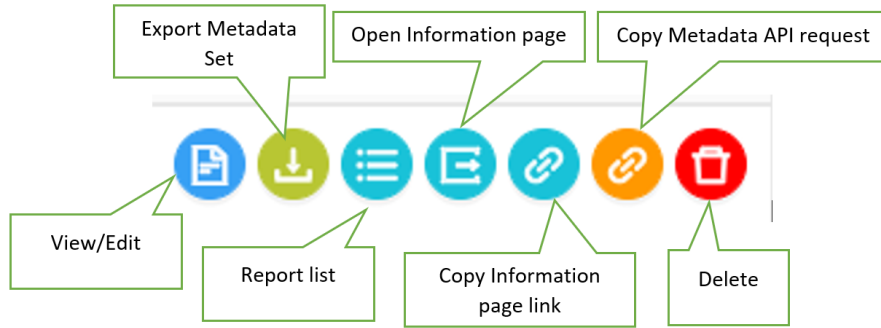 Export Metadata
Set
Open Information page
Copy Metadata API request
View/Edit
Report list
Copy Information
page link
Delete